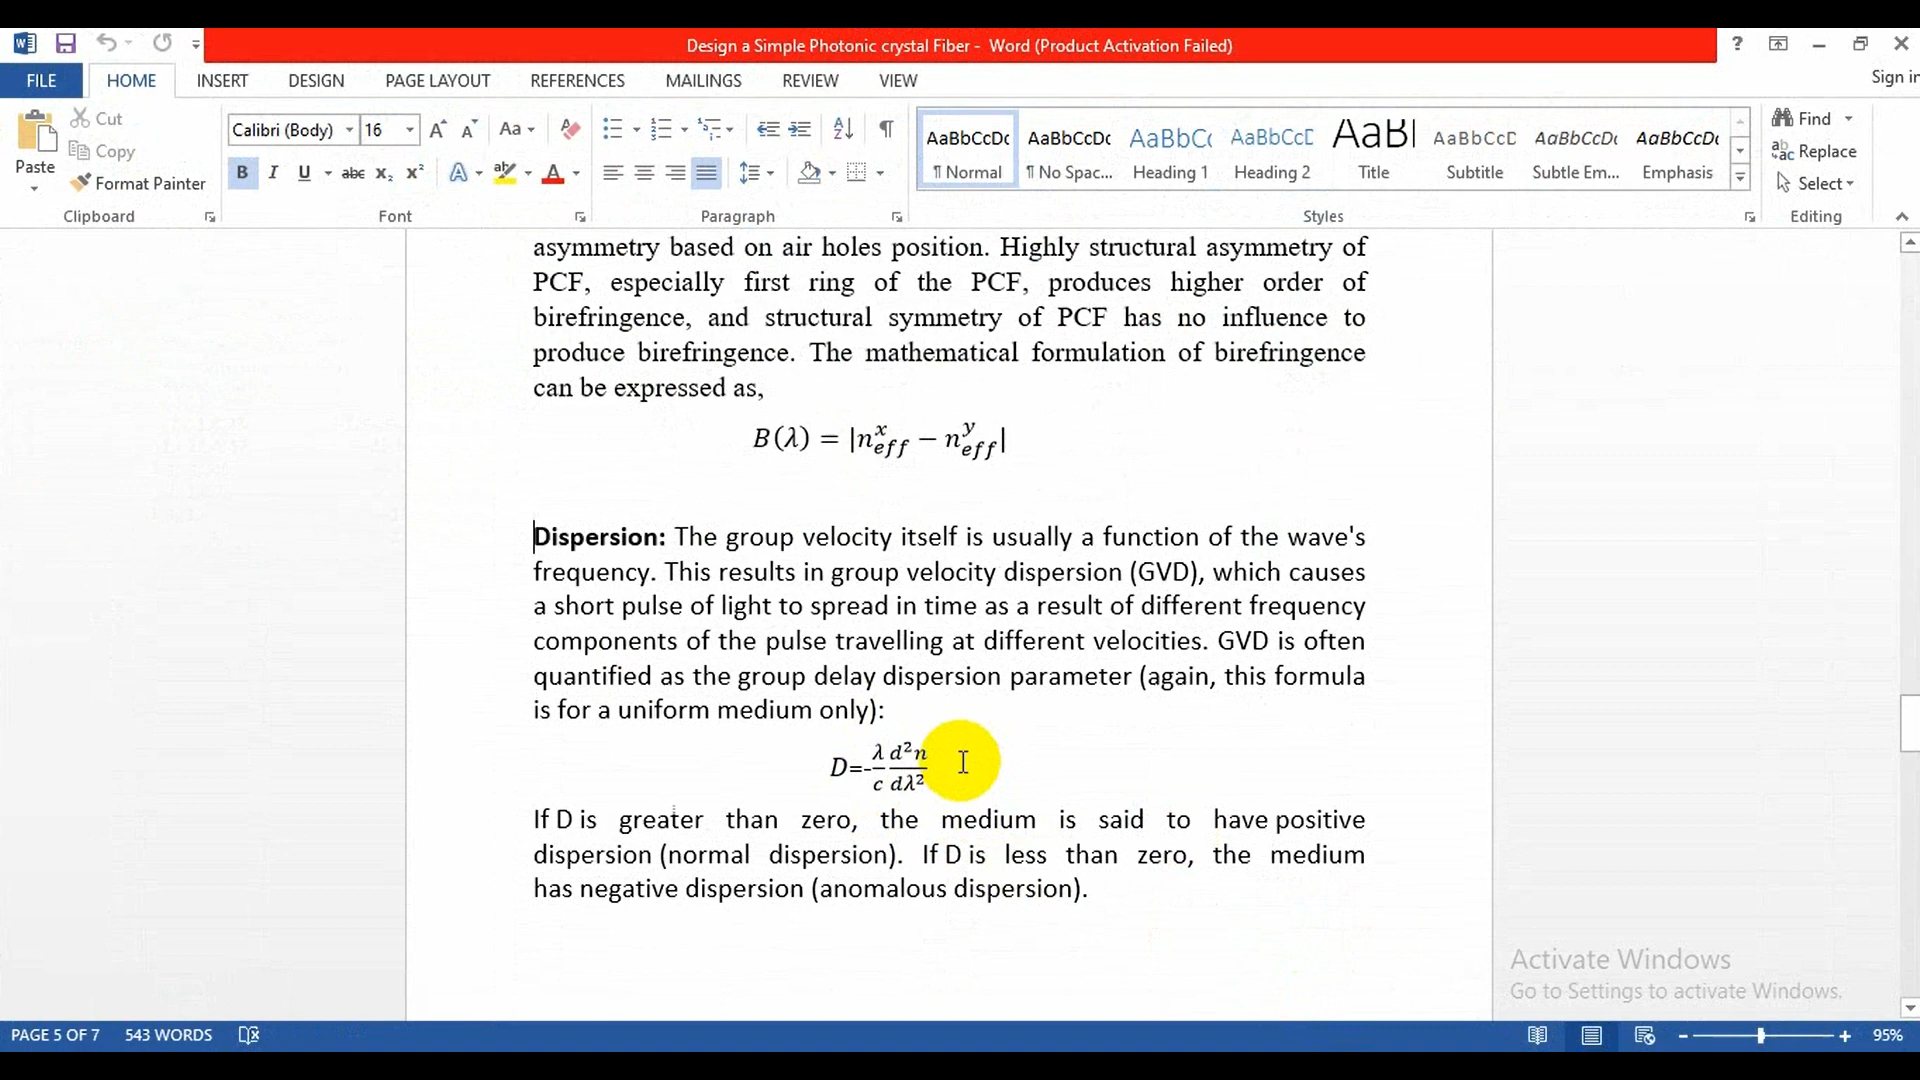 Design a Simple Photonic crystal Fiber - Word (Product Activation Failed)
?
FILE HOME INSERT DESIGN PAGE LAYOUT REFERENCES MAILINGS REVIEW VIEW Sign in
Paste
Cut
Copy
Format Painter
Calibri (Body) 16
AaBbCcDc AaBbCcDc AaBbC AaBbCcD AaB AaBbCcD AaBbCcDc AaBbCcDc
¶ Normal ¶ No Spac... Heading 1 Heading 2 Title Subtitle Subtle Em... Emphasis
Find
Replace
Select
Clipboard Font Paragraph Styles Editing
asymmetry based on air holes position. Highly structural asymmetry of
PCF, especially first ring of the PCF, produces higher order of
birefringence, and structural symmetry of PCF has no influence to
produce birefringence. The mathematical formulation of birefringence
can be expressed as,
B(λ) = |n^x_eff − n^y_eff|
Dispersion: The group velocity itself is usually a function of the wave's
frequency. This results in group velocity dispersion (GVD), which causes
a short pulse of light to spread in time as a result of different frequency
components of the pulse travelling at different velocities. GVD is often
quantified as the group delay dispersion parameter (again, this formula
is for a uniform medium only):
D=-λ/c d²n/dλ²
If D is greater than zero, the medium is said to have positive
dispersion (normal dispersion). If D is less than zero, the medium
has negative dispersion (anomalous dispersion).
Activate Windows
Go to Settings to activate Windows.
PAGE 5 OF 7 543 WORDS 95%